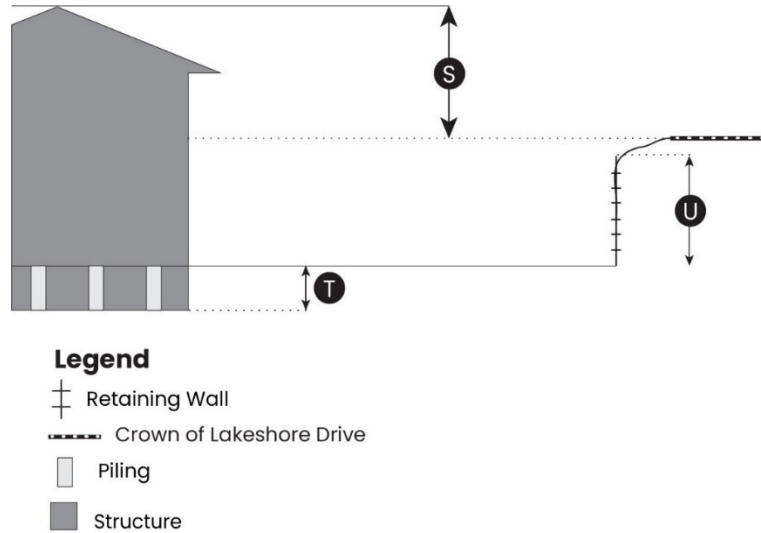 S
U
T
Legend
Retaining Wall
Crown of Lakeshore Drive
Piling
Structure